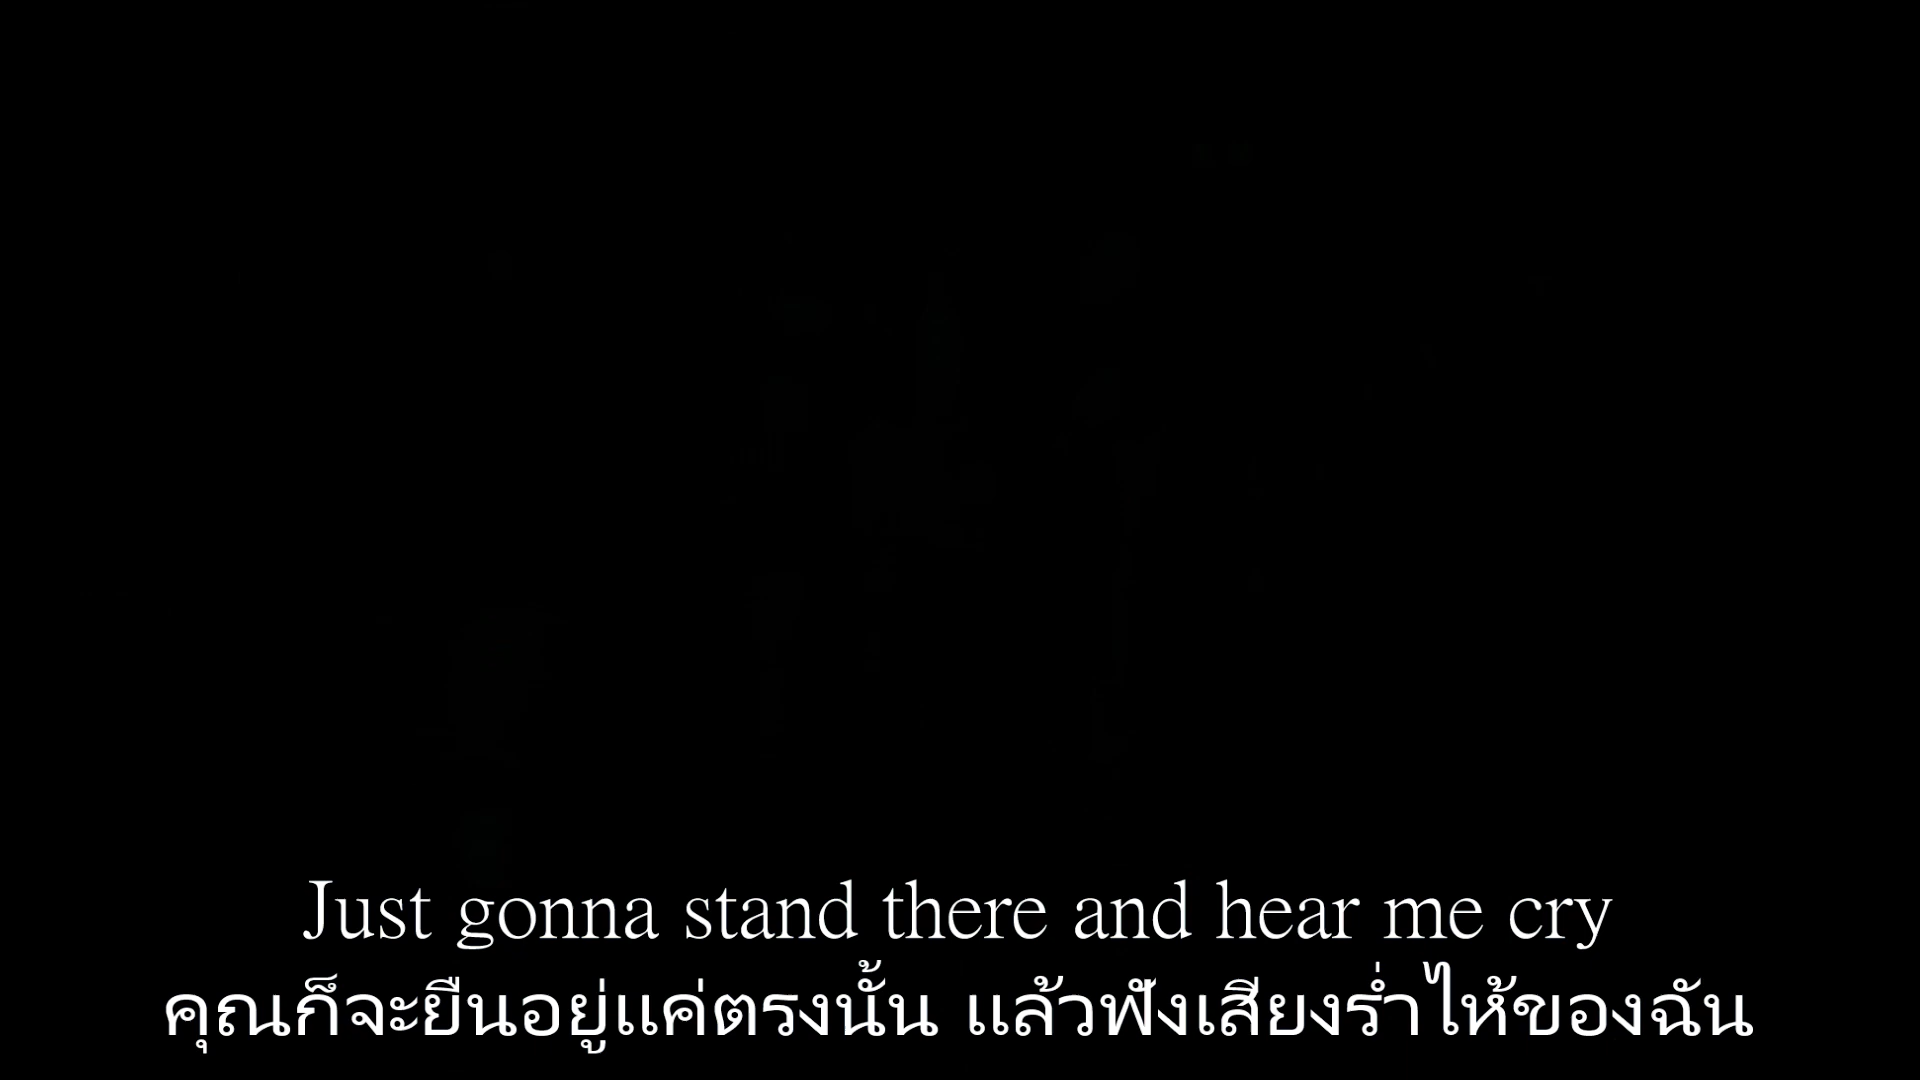 Just gonna stand there and hear me cry
คุณก็จะยืนอยู่แค่ตรงนั้น แล้วฟังเสียงร่ำไห้ของฉัน